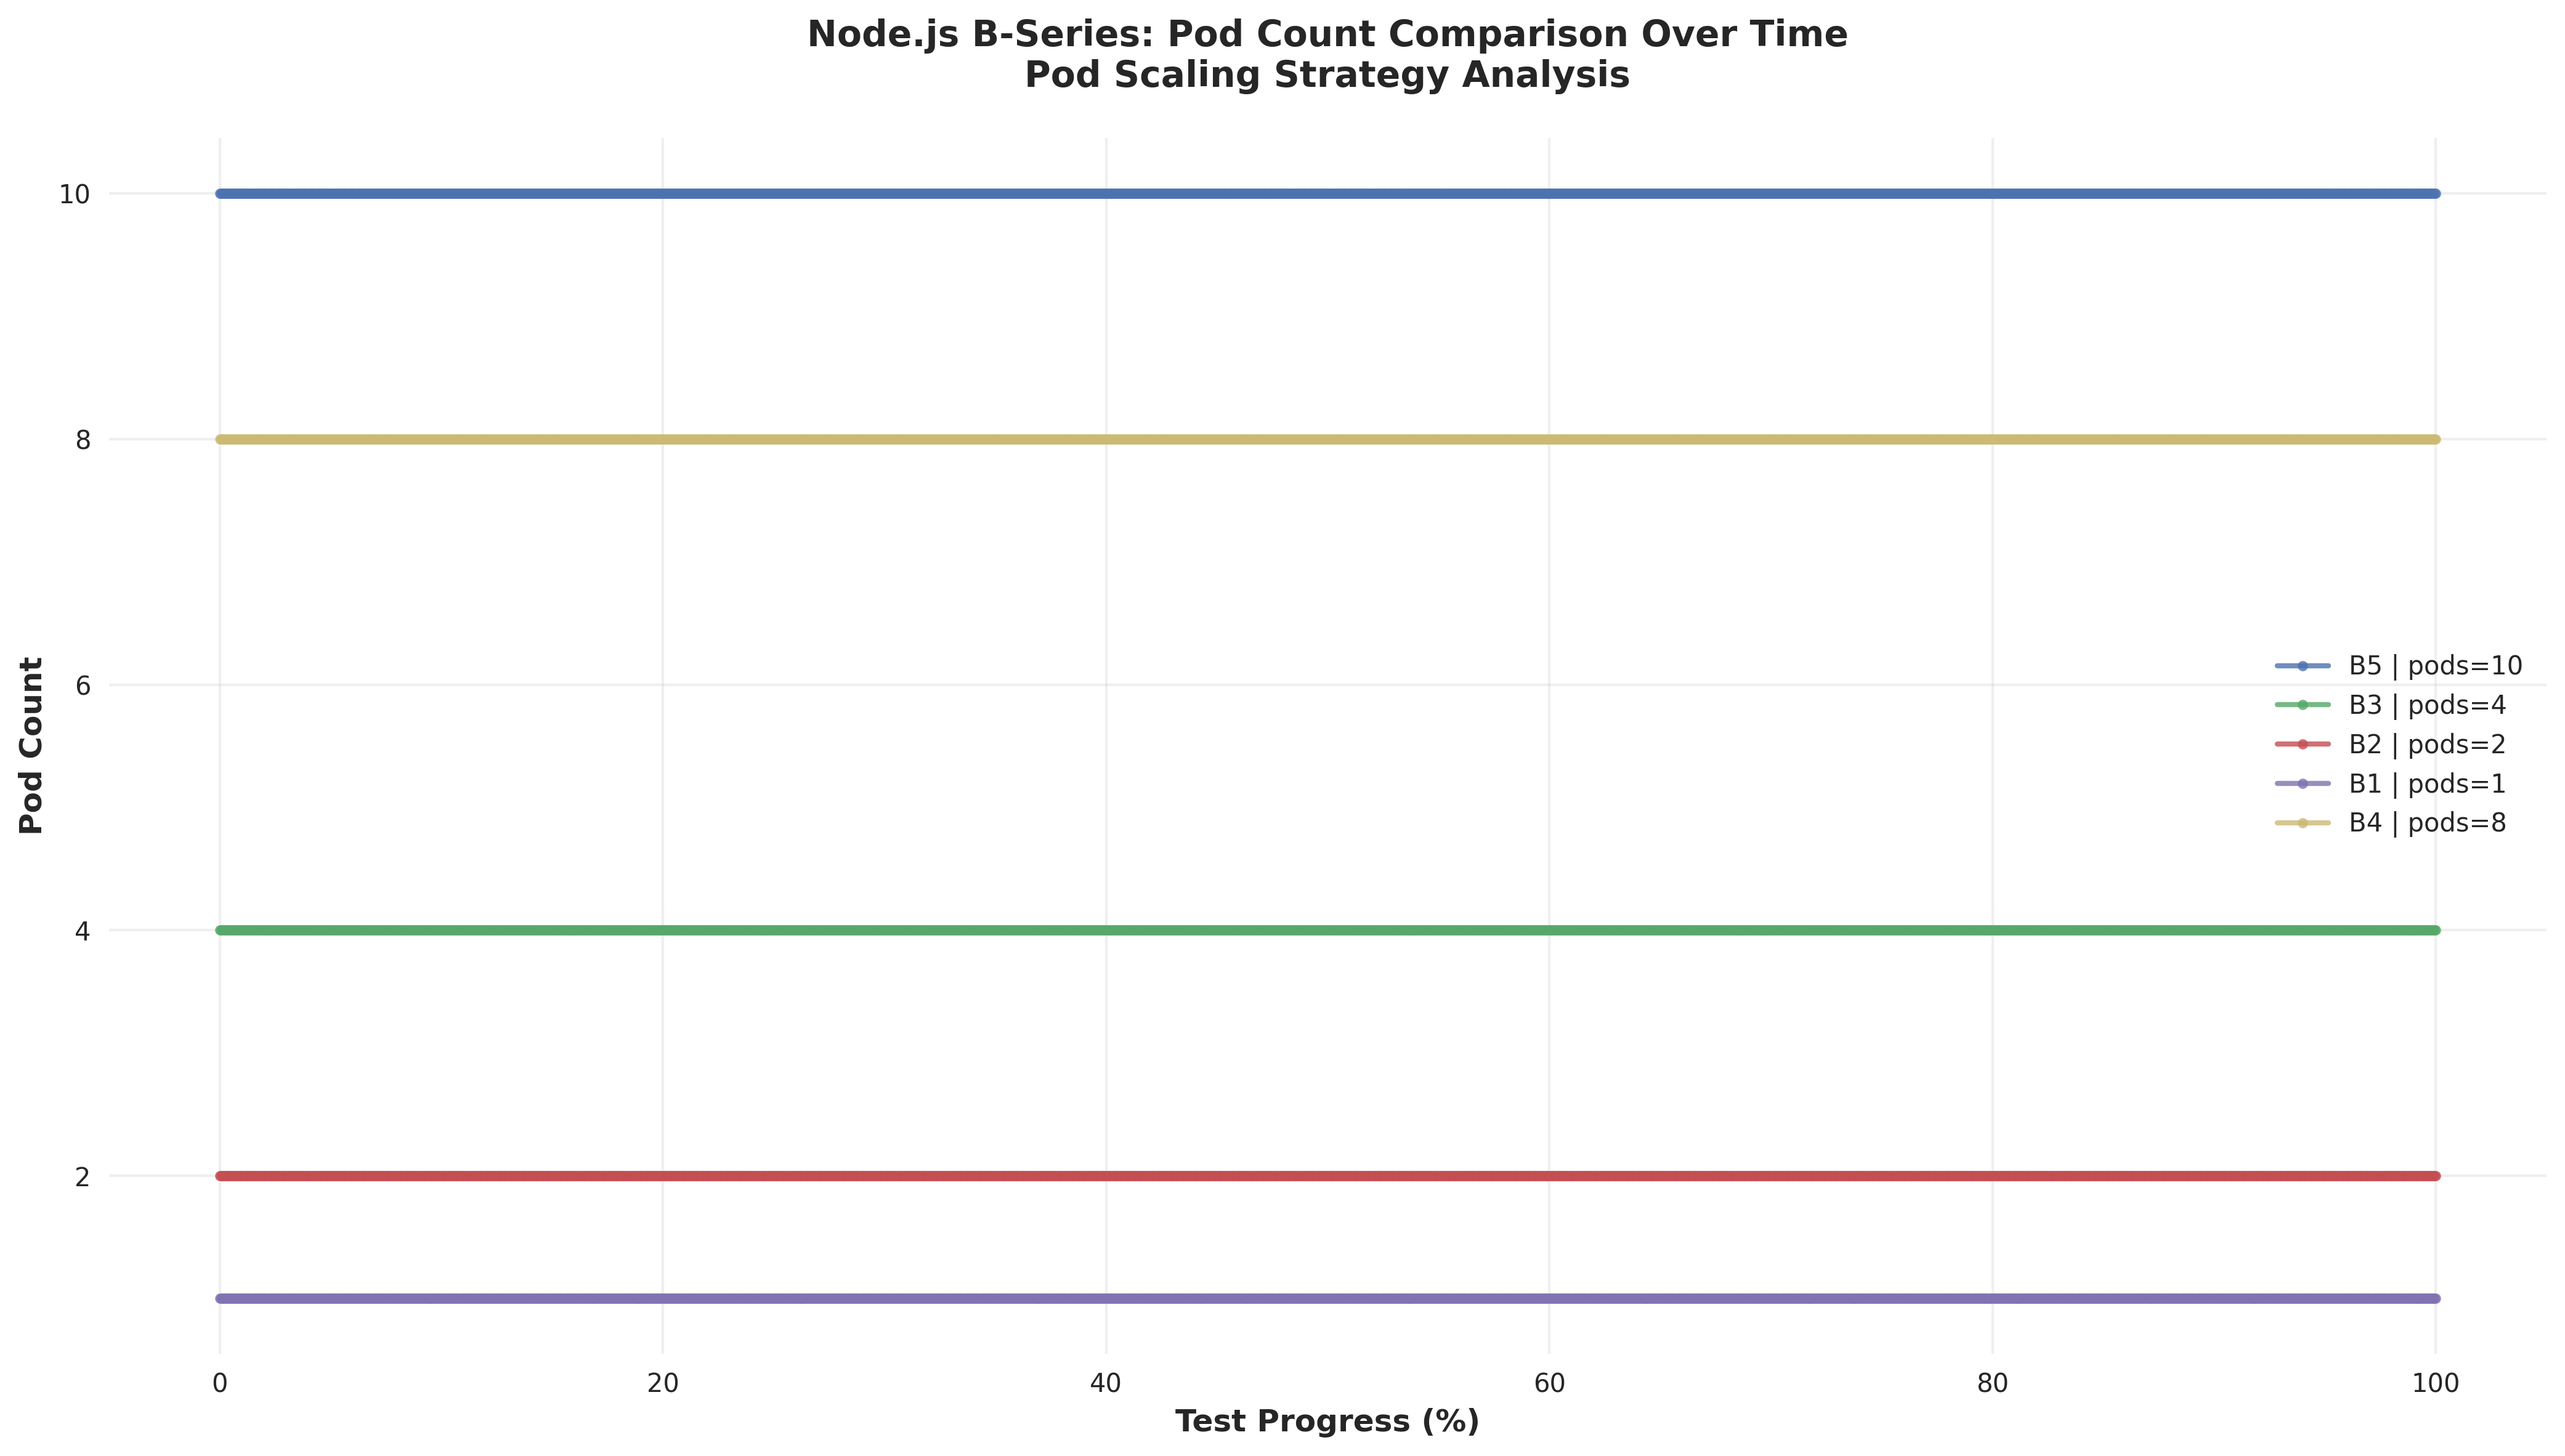 Node.js B-Series: Pod Count Comparison Over Time
Pod Scaling Strategy Analysis
Pod Count
10
8
6
4
2
B5 | pods=10
B3 | pods=4
B2 | pods=2
B1 | pods=1
B4 | pods=8
0
20
40
60
80
100
Test Progress (%)